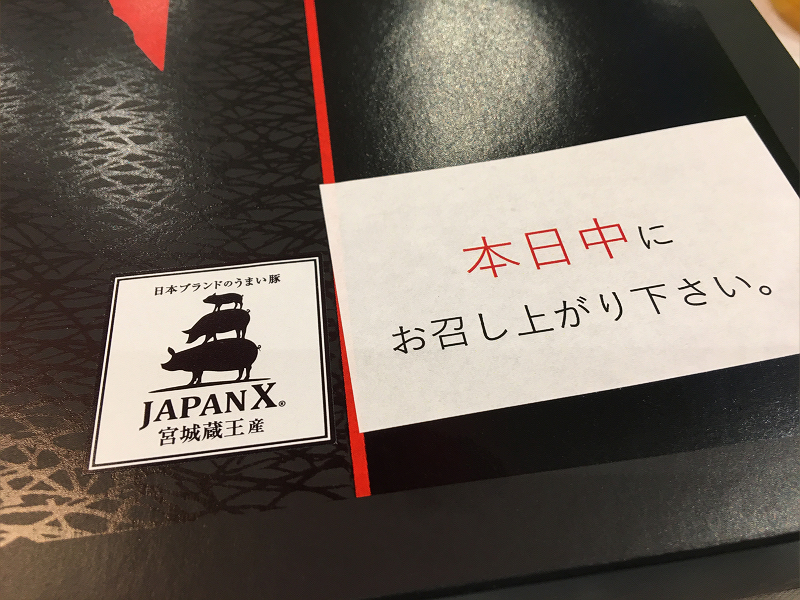 日本ブランドのうまい豚
JAPAN X®
宮城蔵王産
本日中に
お召し上がり下さい。